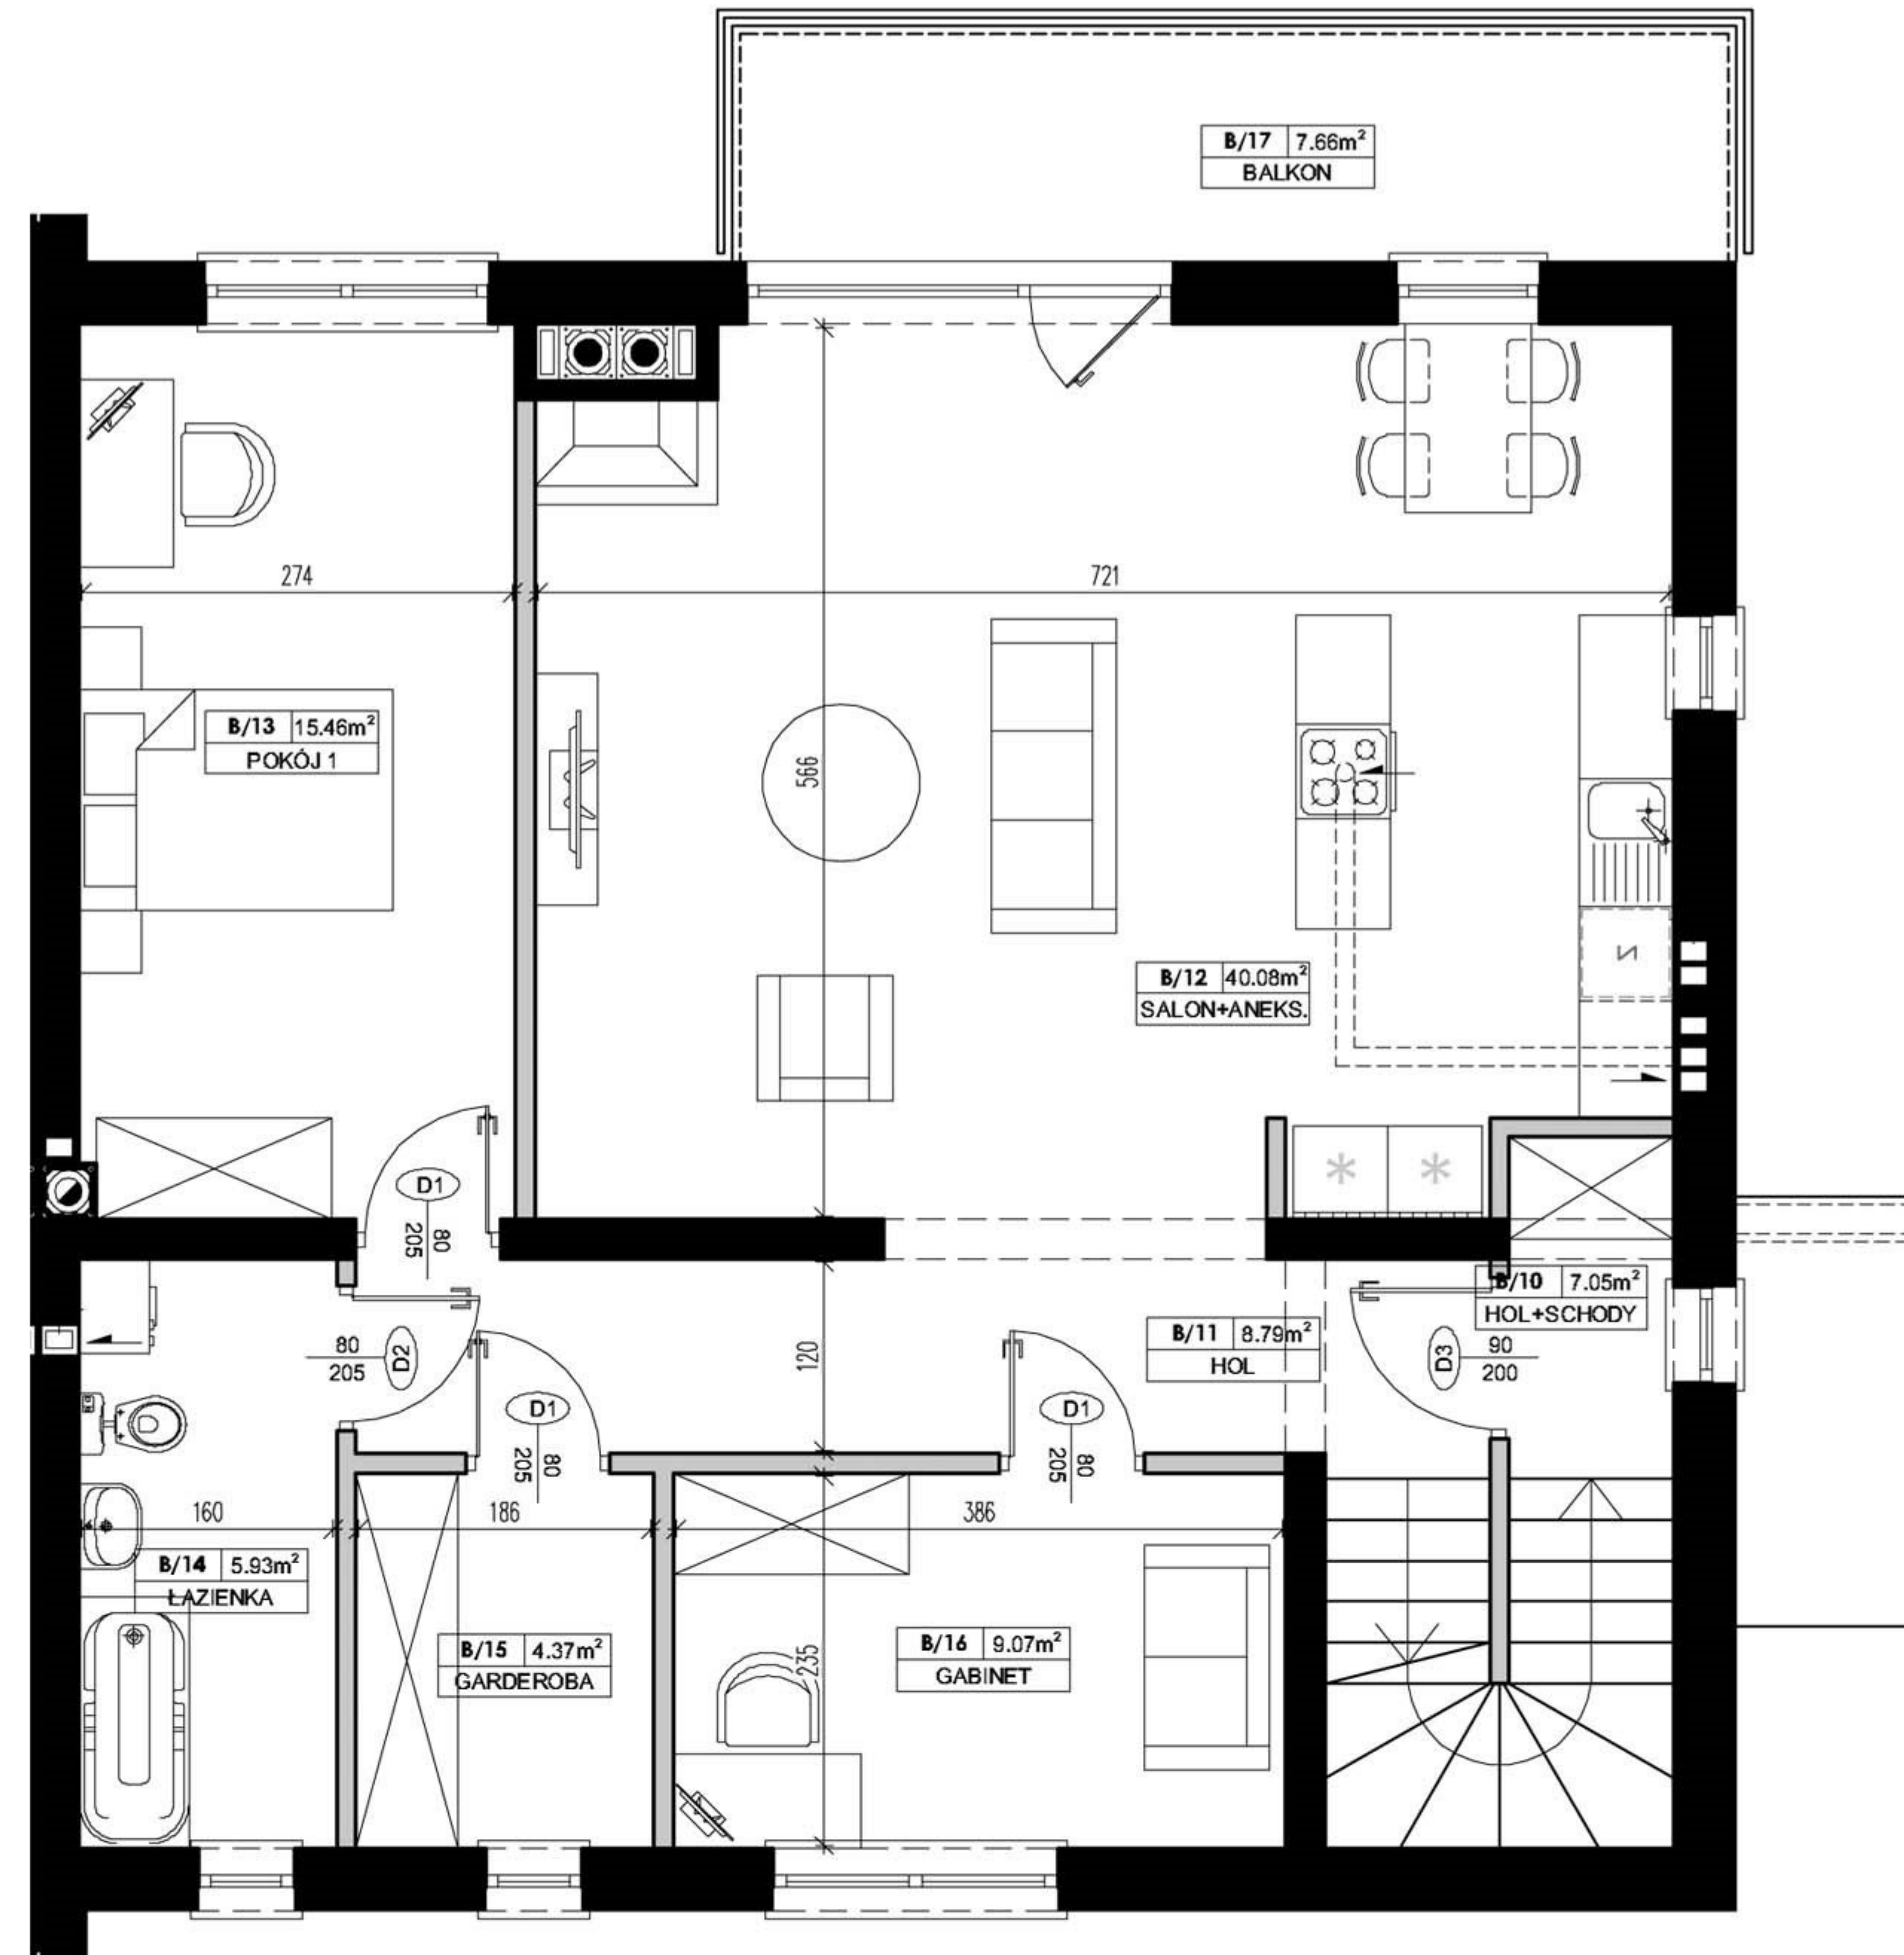 B/17 7.66m²
BALKON
274
721
B/13 15.46m²
POKÓJ 1
566
B/12 40.08m²
SALON+ANEKS.
D1
80
205
B/10 7.05m²
HOL+SCHODY
B/11 8.79m²
HOL
80
205
D2
120
D3
90
200
D1
80
205
D1
80
205
160
186
386
B/14 5.93m²
ŁAZIENKA
B/15 4.37m²
GARDEROBA
235
B/16 9.07m²
GABINET